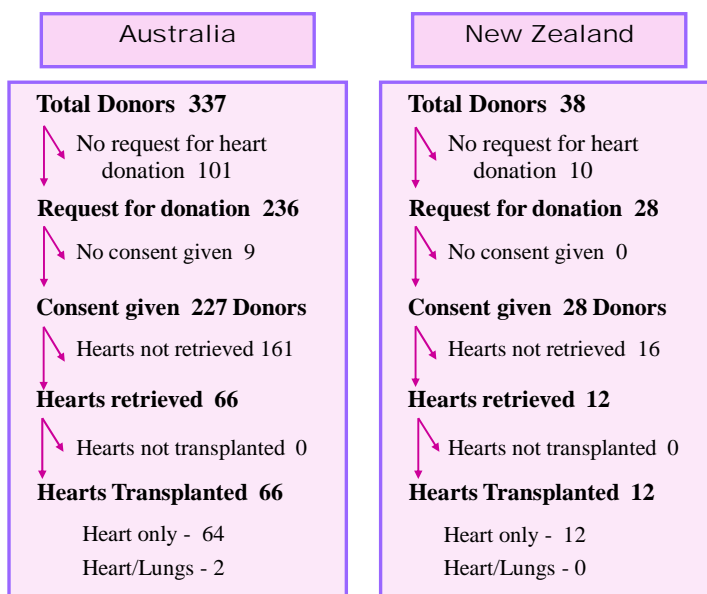 Australia
Total Donors 337
No request for heart
donation 101
Request for donation 236
No consent given 9
Consent given 227 Donors
Hearts not retrieved 161
Hearts retrieved 66
Hearts not transplanted 0
Hearts Transplanted 66
Heart only - 64
Heart/Lungs - 2
New Zealand
Total Donors 38
No request for heart
donation 10
Request for donation 28
No consent given 0
Consent given 28 Donors
Hearts not retrieved 16
Hearts retrieved 12
Hearts not transplanted 0
Hearts Transplanted 12
Heart only - 12
Heart/Lungs - 0